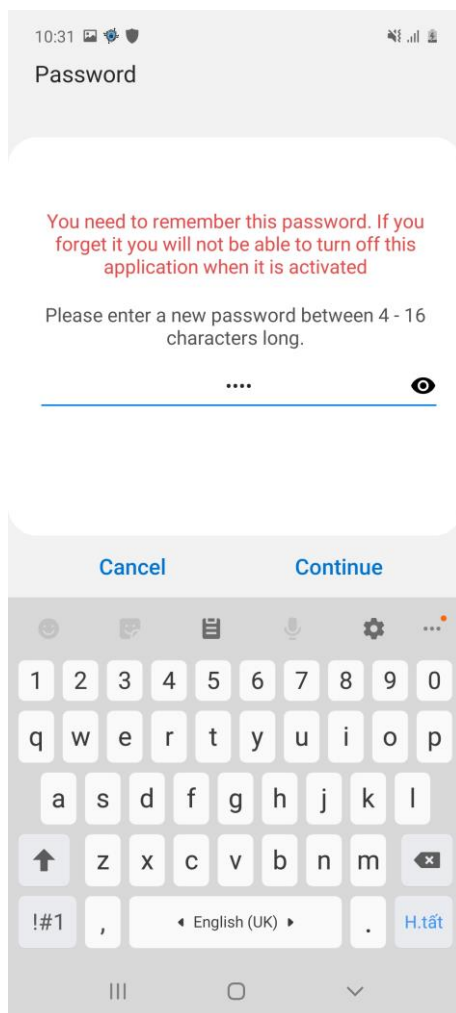 10:31
Password
You need to remember this password. If you
forget it you will not be able to turn off this
application when it is activated
Please enter a new password between 4 - 16
characters long.
••••
Cancel Continue
1 2 3 4 5 6 7 8 9 0
q w e r t y u i o p
a s d f g h j k l
z x c v b n m
!#1 , English (UK) . H.tất